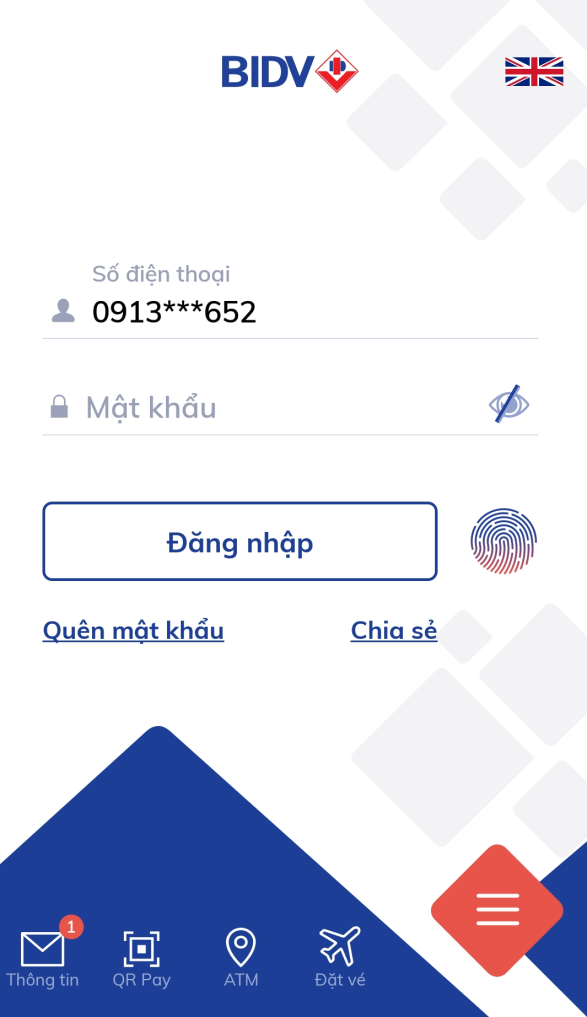 BIDV
Số điện thoại
0913***652
Mật khẩu
Đăng nhập
Quên mật khẩu
Chia sẻ
1
Thông tin
QR Pay
ATM
Đặt vé